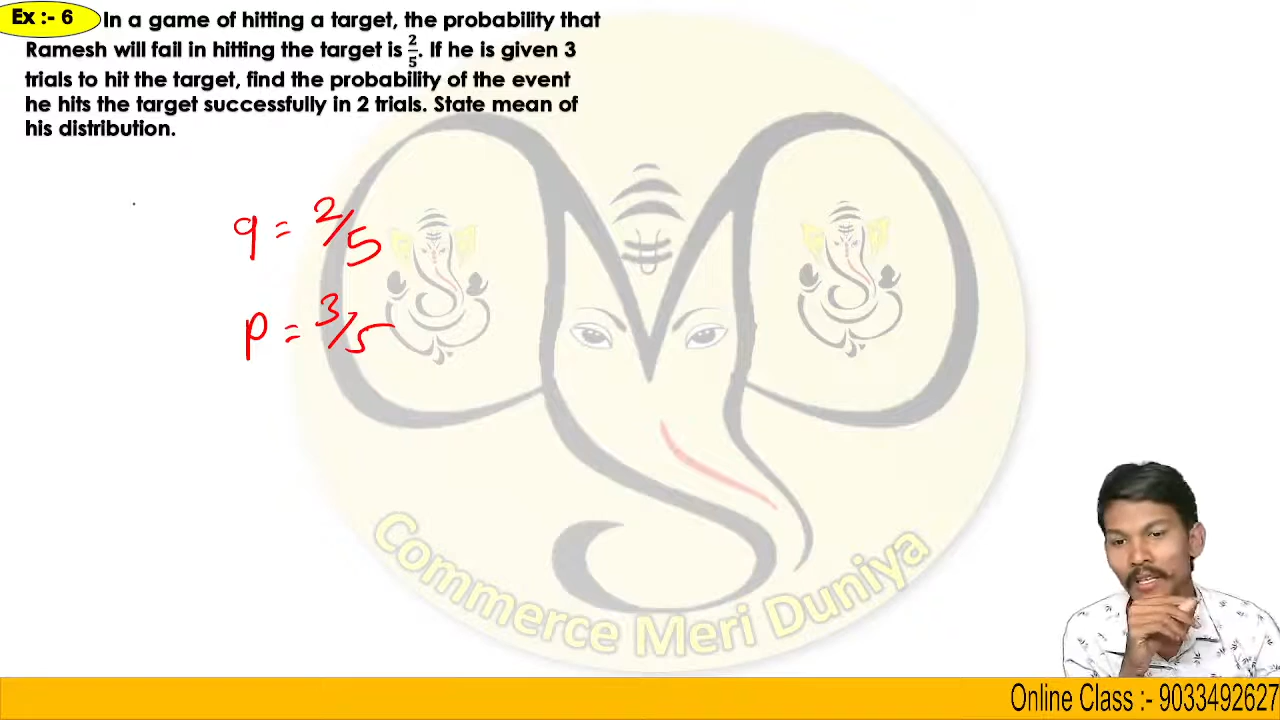 Ex :- 6 In a game of hitting a target, the probability that
Ramesh will fail in hitting the target is 2/5. If he is given 3
trials to hit the target, find the probability of the event
he hits the target successfully in 2 trials. State mean of
his distribution.
q = 2/5
p = 3/5
Commerce Meri Duniya
Online Class :- 9033492627